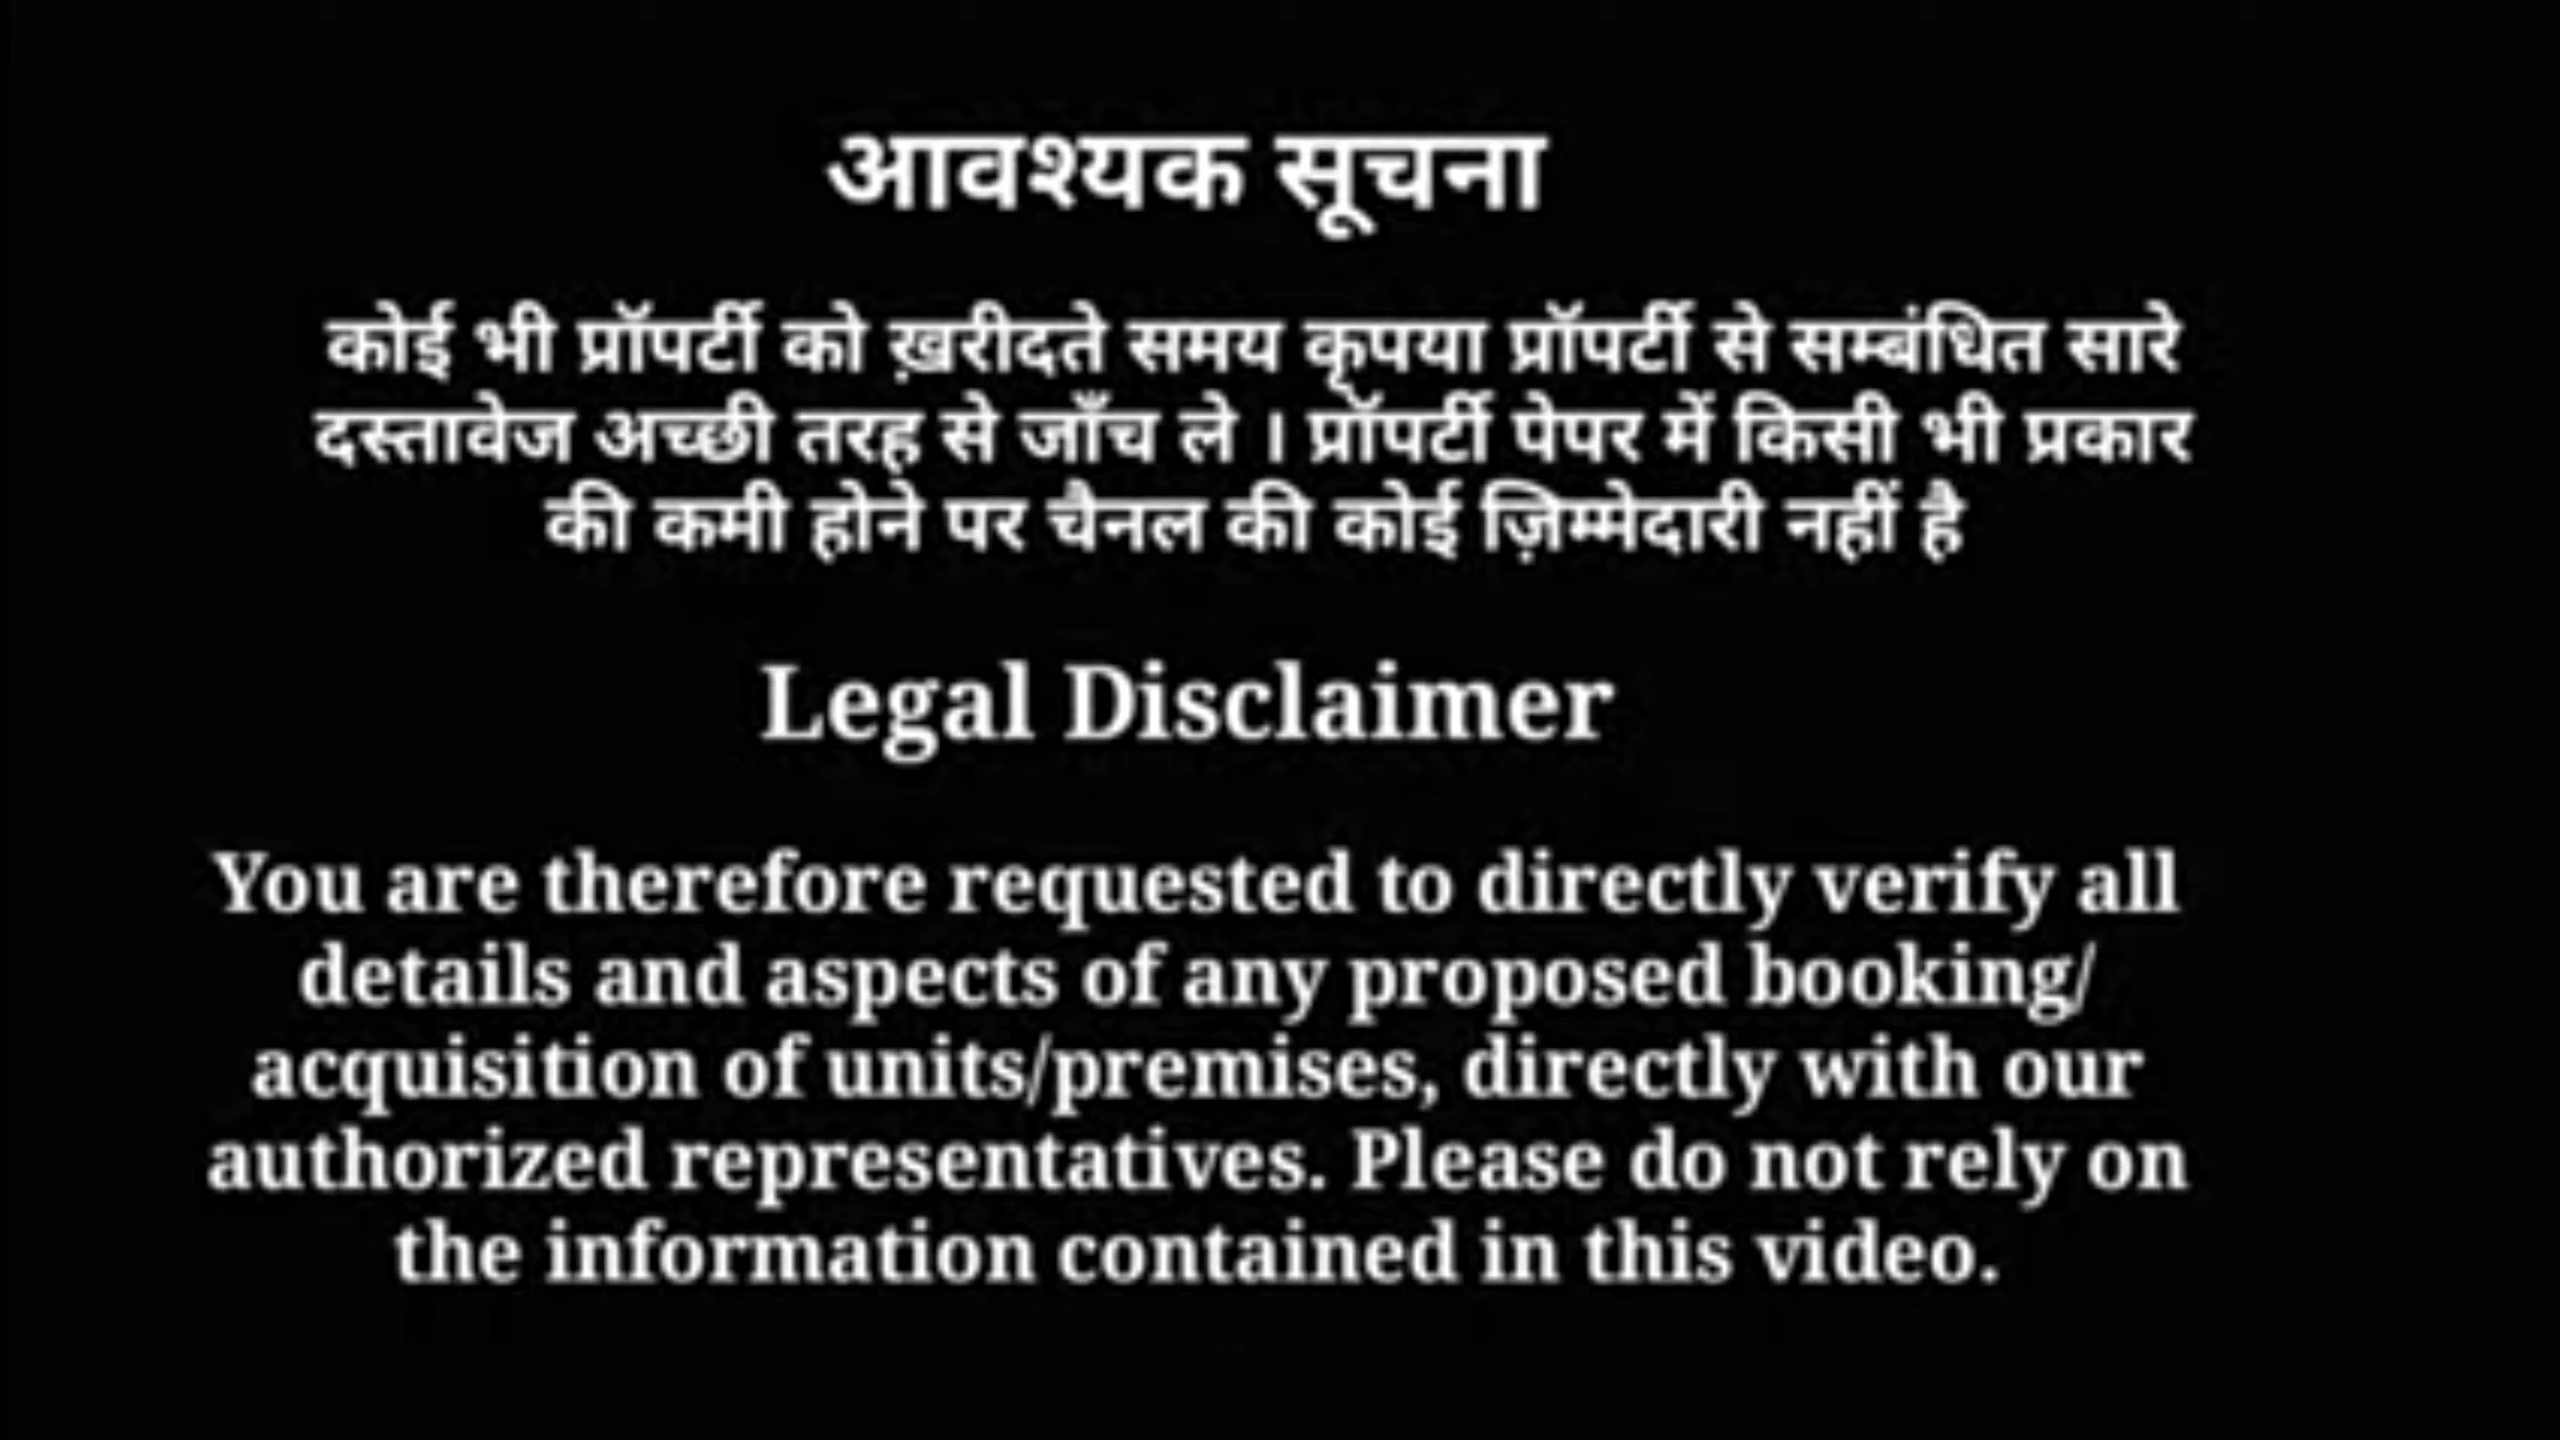 आवश्यक सूचना
कोई भी प्रॉपर्टी को ख़रीदते समय कृपया प्रॉपर्टी से सम्बंधित सारे
दस्तावेज अच्छी तरह से जाँच ले । प्रॉपर्टी पेपर में किसी भी प्रकार
की कमी होने पर चैनल की कोई ज़िम्मेदारी नहीं है
Legal Disclaimer
You are therefore requested to directly verify all
details and aspects of any proposed booking/
acquisition of units/premises, directly with our
authorized representatives. Please do not rely on
the information contained in this video.